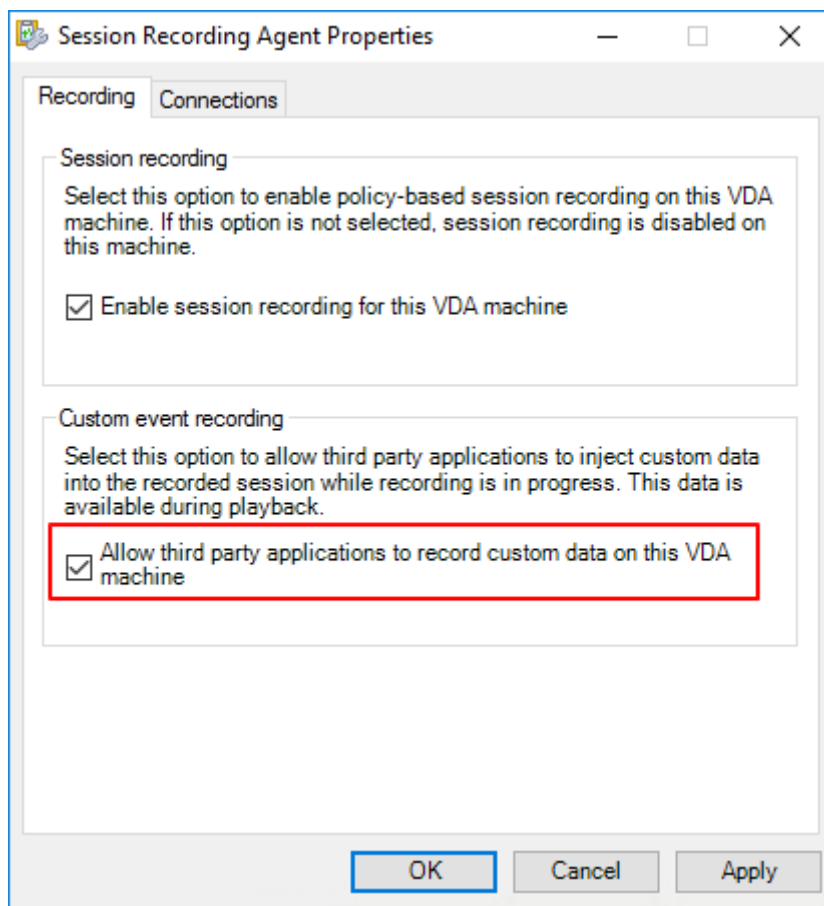 Session Recording Agent Properties
Recording
Connections
Session recording
Select this option to enable policy-based session recording on this VDA
machine. If this option is not selected, session recording is disabled on
this machine.
Enable session recording for this VDA machine
Custom event recording
Select this option to allow third party applications to inject custom data
into the recorded session while recording is in progress. This data is
available during playback.
Allow third party applications to record custom data on this VDA
machine
OK
Cancel
Apply